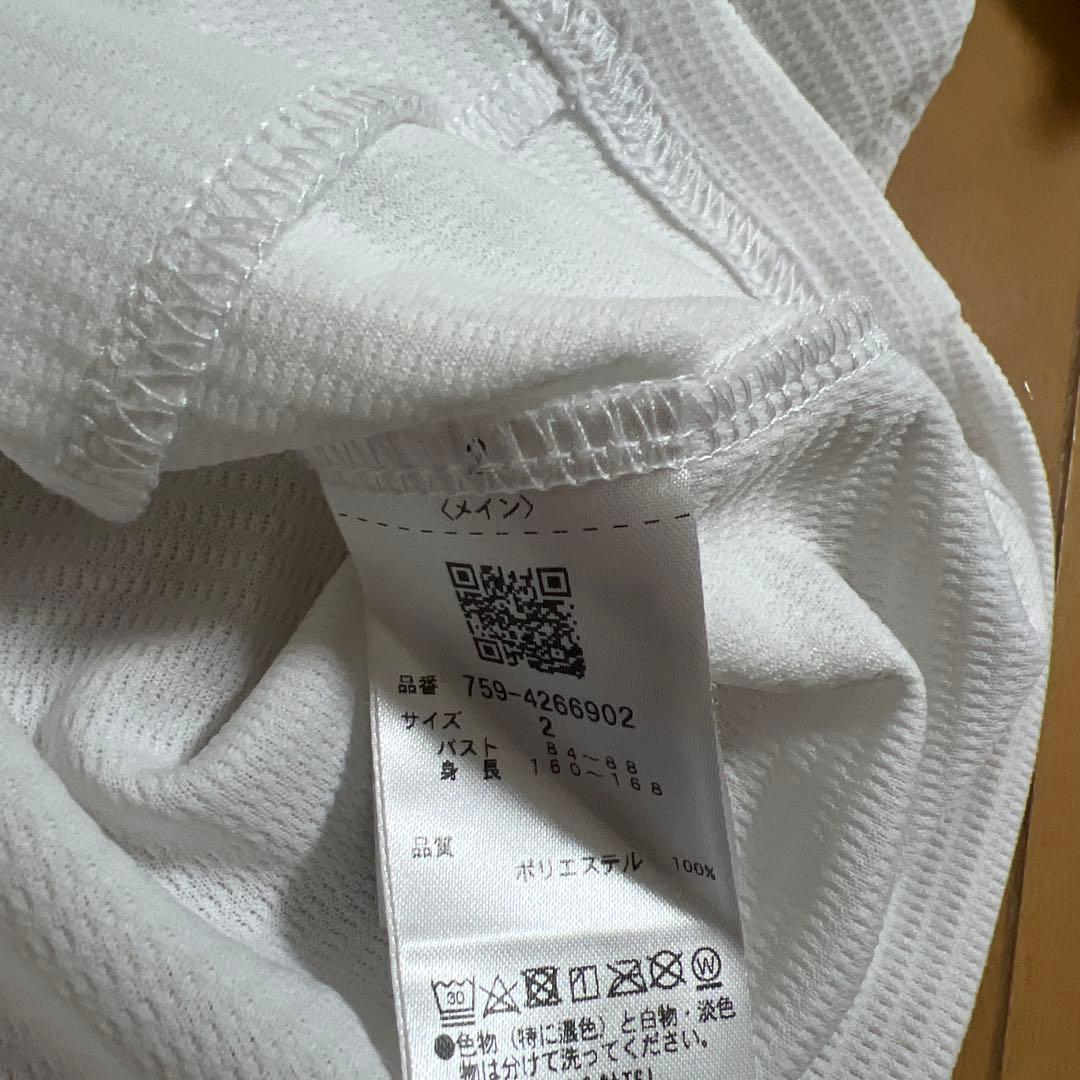 2
〈メイン〉
品番 759-4266902
サイズ 2
バスト 84～88
身長 160～168
品質
ポリエステル 100%
30
W
●色物（特に濃色）と白物・淡色
物は分けて洗ってください。